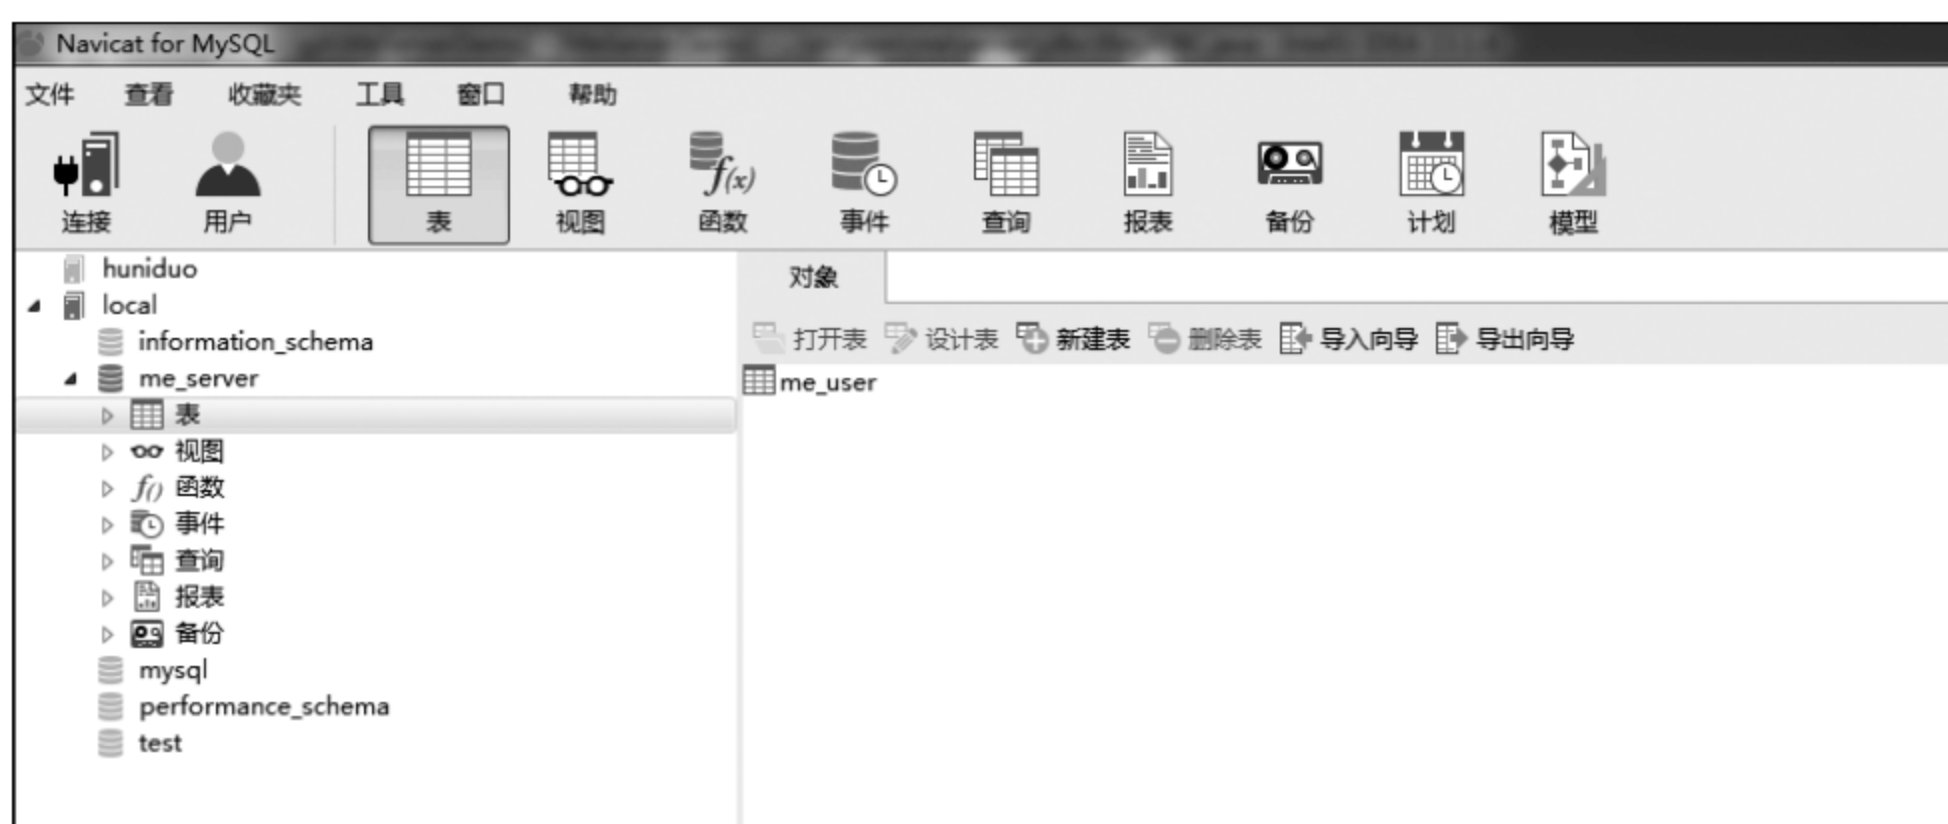 Navicat for MySQL
文件 查看 收藏夹 工具 窗口 帮助
连接 用户 表 视图 f(x) 函数 事件 查询 报表 备份 计划 模型
huniduo
local
information_schema
me_server
表
视图
f() 函数
事件
查询
报表
备份
mysql
performance_schema
test
对象
打开表 设计表 新建表 删除表 导入向导 导出向导
me_user